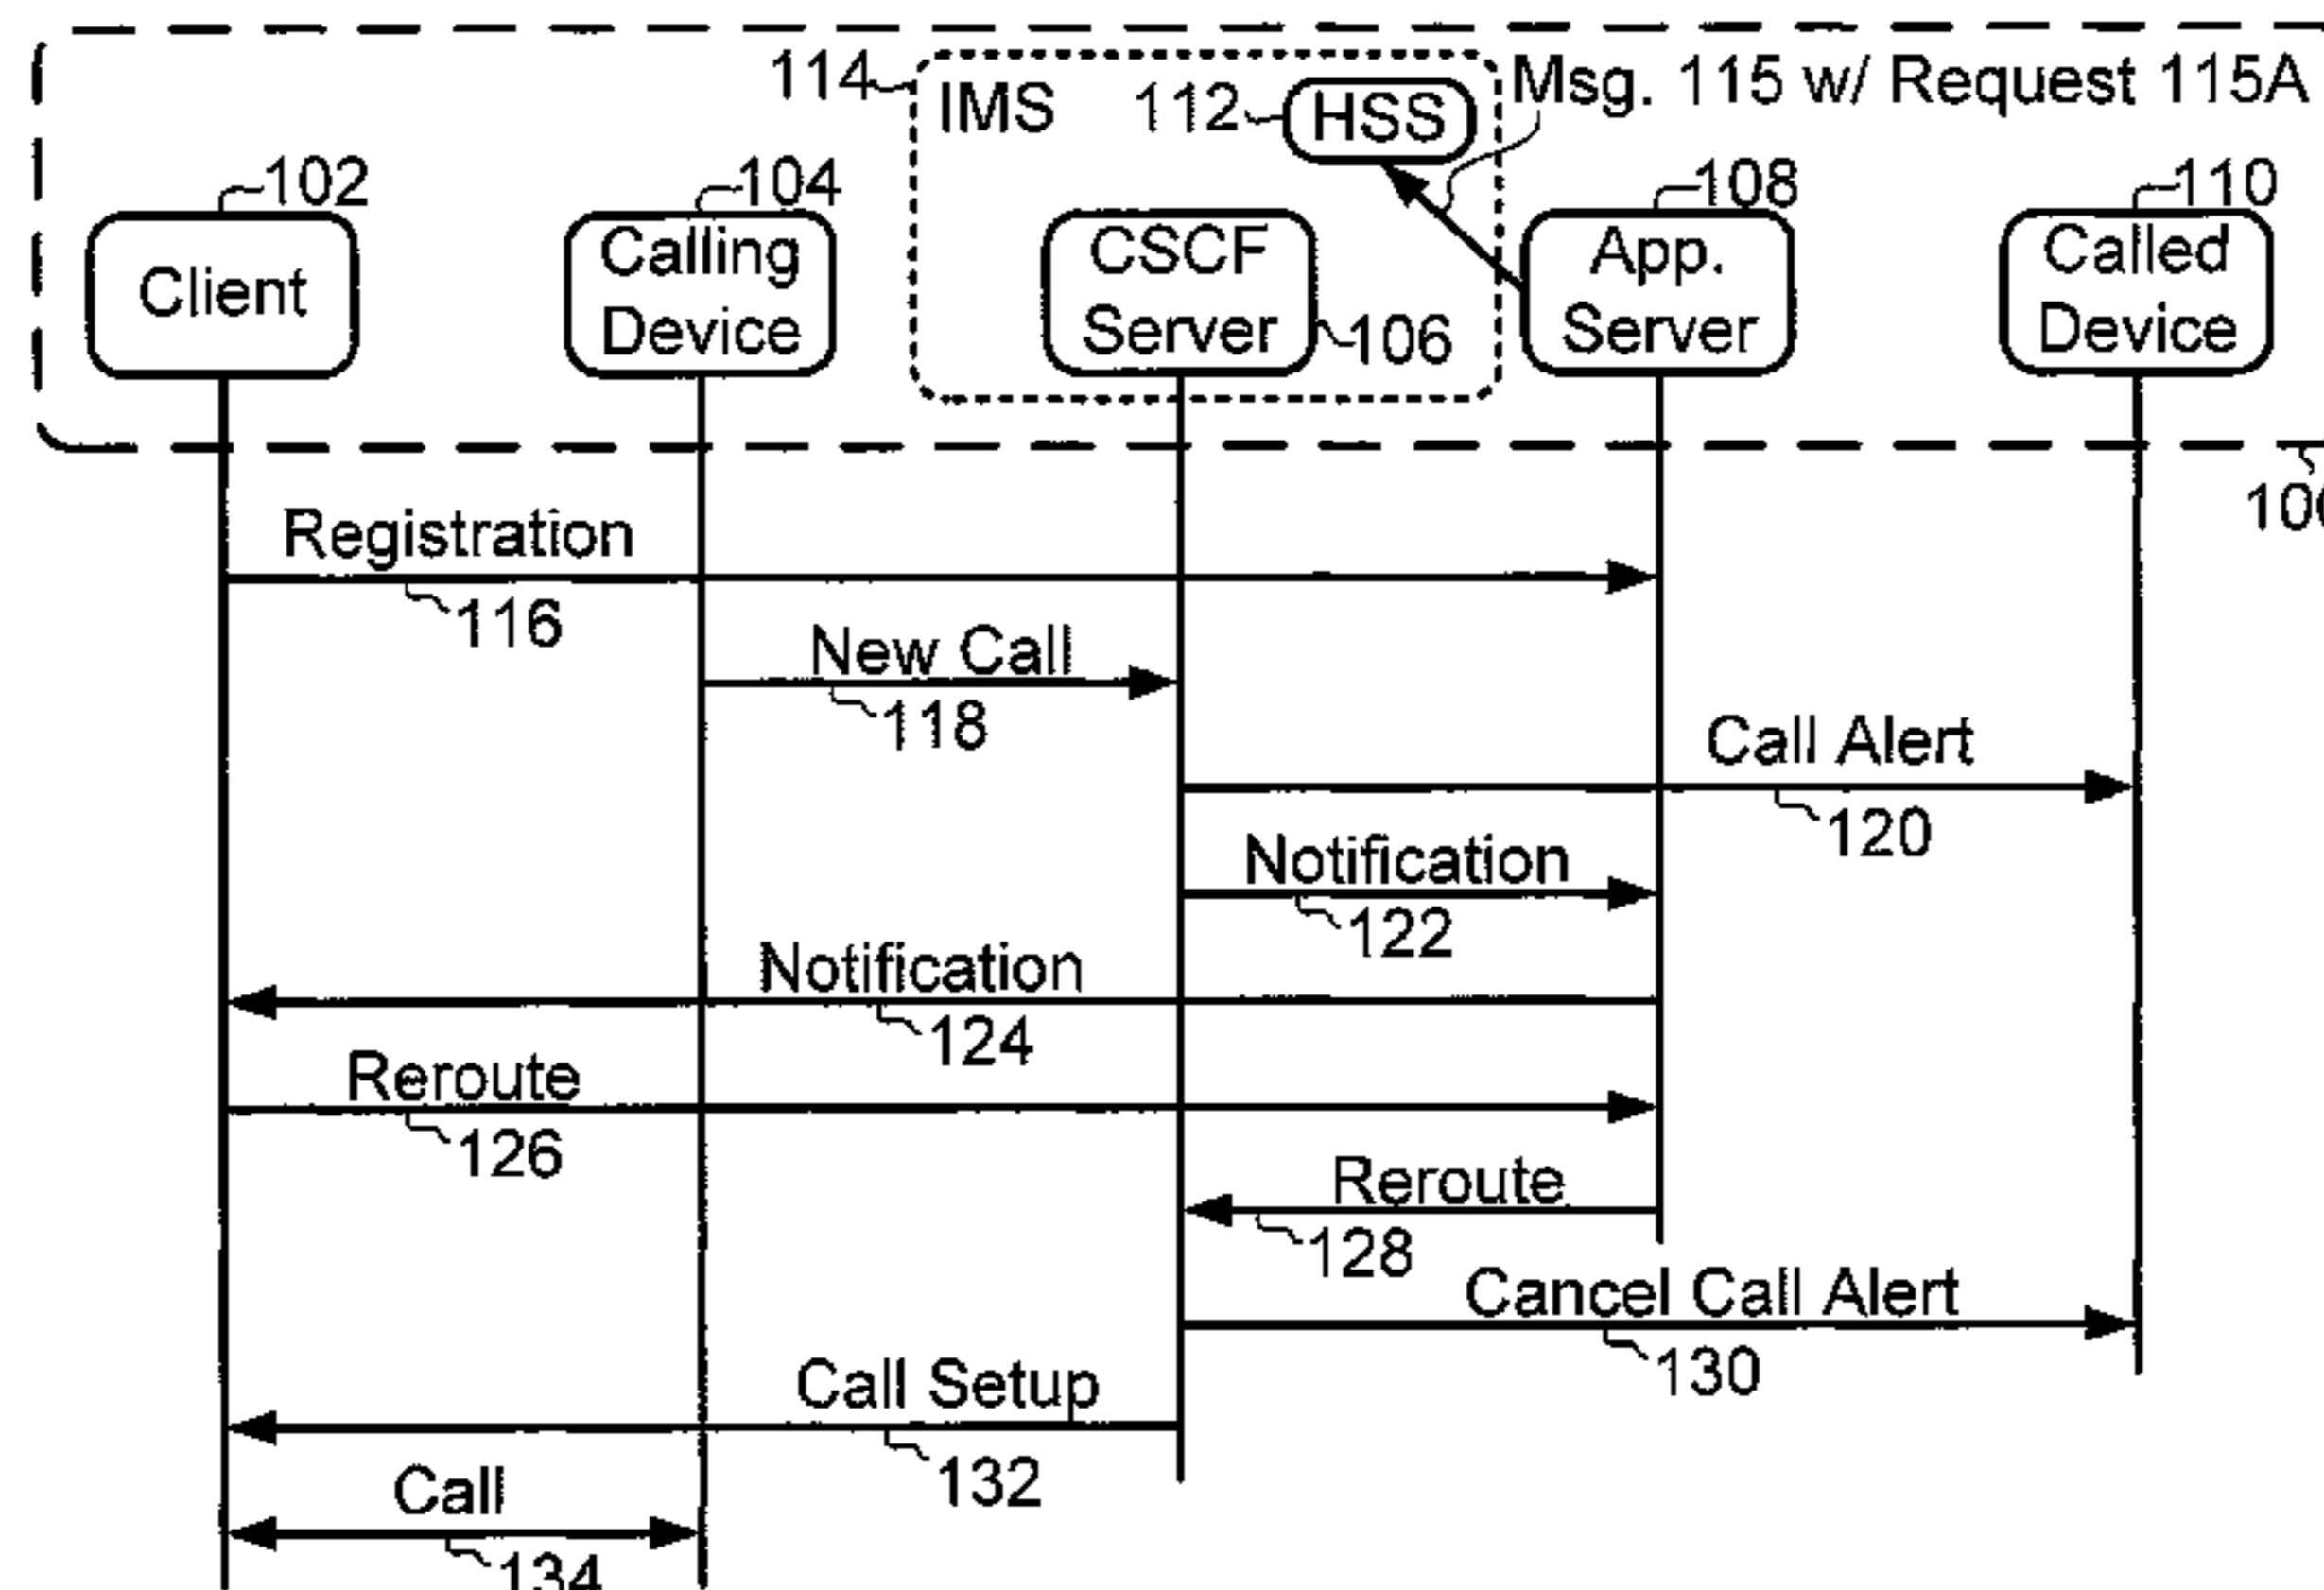 114
IMS
112
HSS
Msg. 115 w/ Request 115A
102
104
108
110
Client
Calling
Device
CSCF
Server
106
App.
Server
Called
Device
Registration
100
116
New Call
118
Call Alert
120
Notification
122
Notification
124
Reroute
126
Reroute
128
Cancel Call Alert
130
Call Setup
132
Call
134